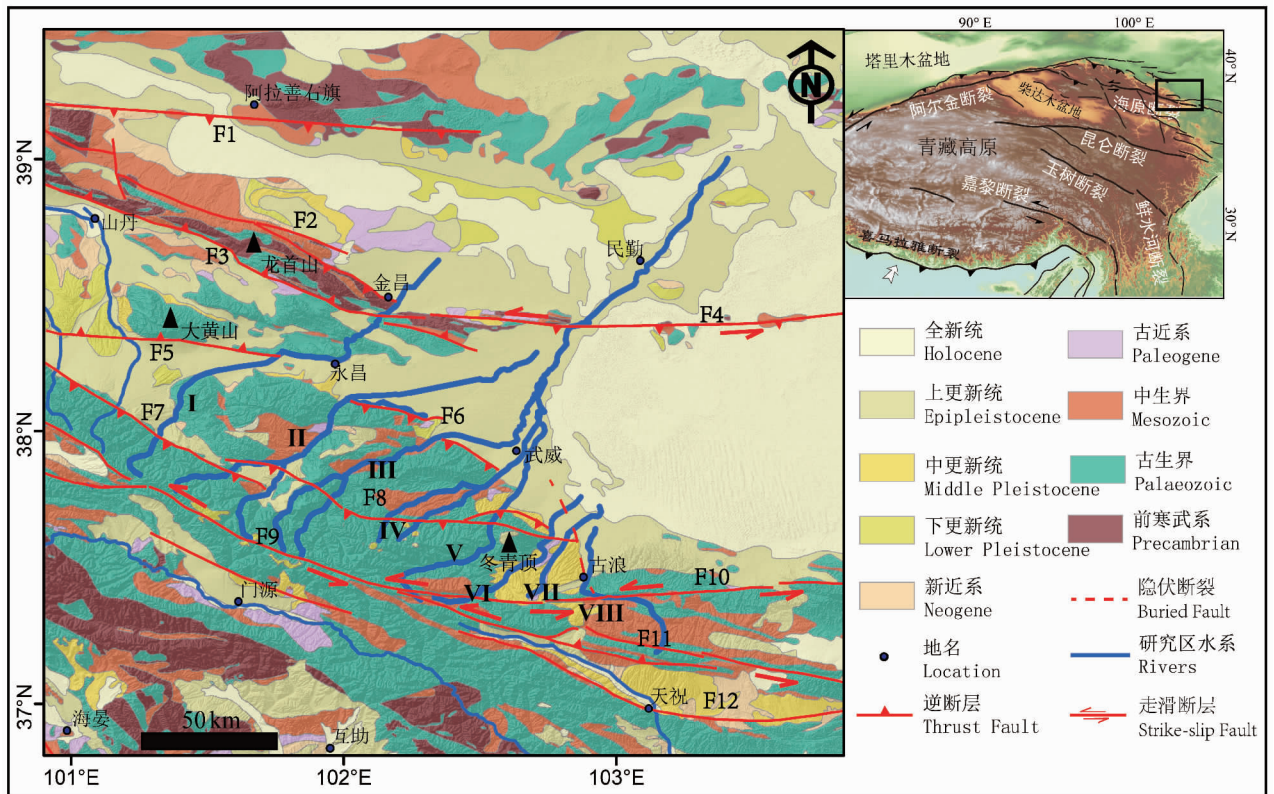 阿拉善石旗
F1
39°N
山丹
F2
F3
龙首山
金昌
民勤
F4
大黄山
F5
永昌
I
F7
F6
38°N
II
III
武威
F8
F9
IV
V
冬青顶
古浪
门源
VI
VII
F10
VIII
F11
37°N
天祝
F12
海晏
50 km
互助
101°E
102°E
103°E
N
90° E
100° E
40° N
30° N
塔里木盆地
阿尔金断裂
柴达木盆地
海原断裂
青藏高原
昆仑断裂
玉树断裂
嘉黎断裂
鲜水河断裂
喜马拉雅断裂
全新统
Holocene
上更新统
Epipleistocene
中更新统
Middle Pleistocene
下更新统
Lower Pleistocene
新近系
Neogene
地名
Location
逆断层
Thrust Fault
古近系
Paleogene
中生界
Mesozoic
古生界
Palaeozoic
前寒武系
Precambrian
隐伏断裂
Buried Fault
研究区水系
Rivers
走滑断层
Strike-slip Fault